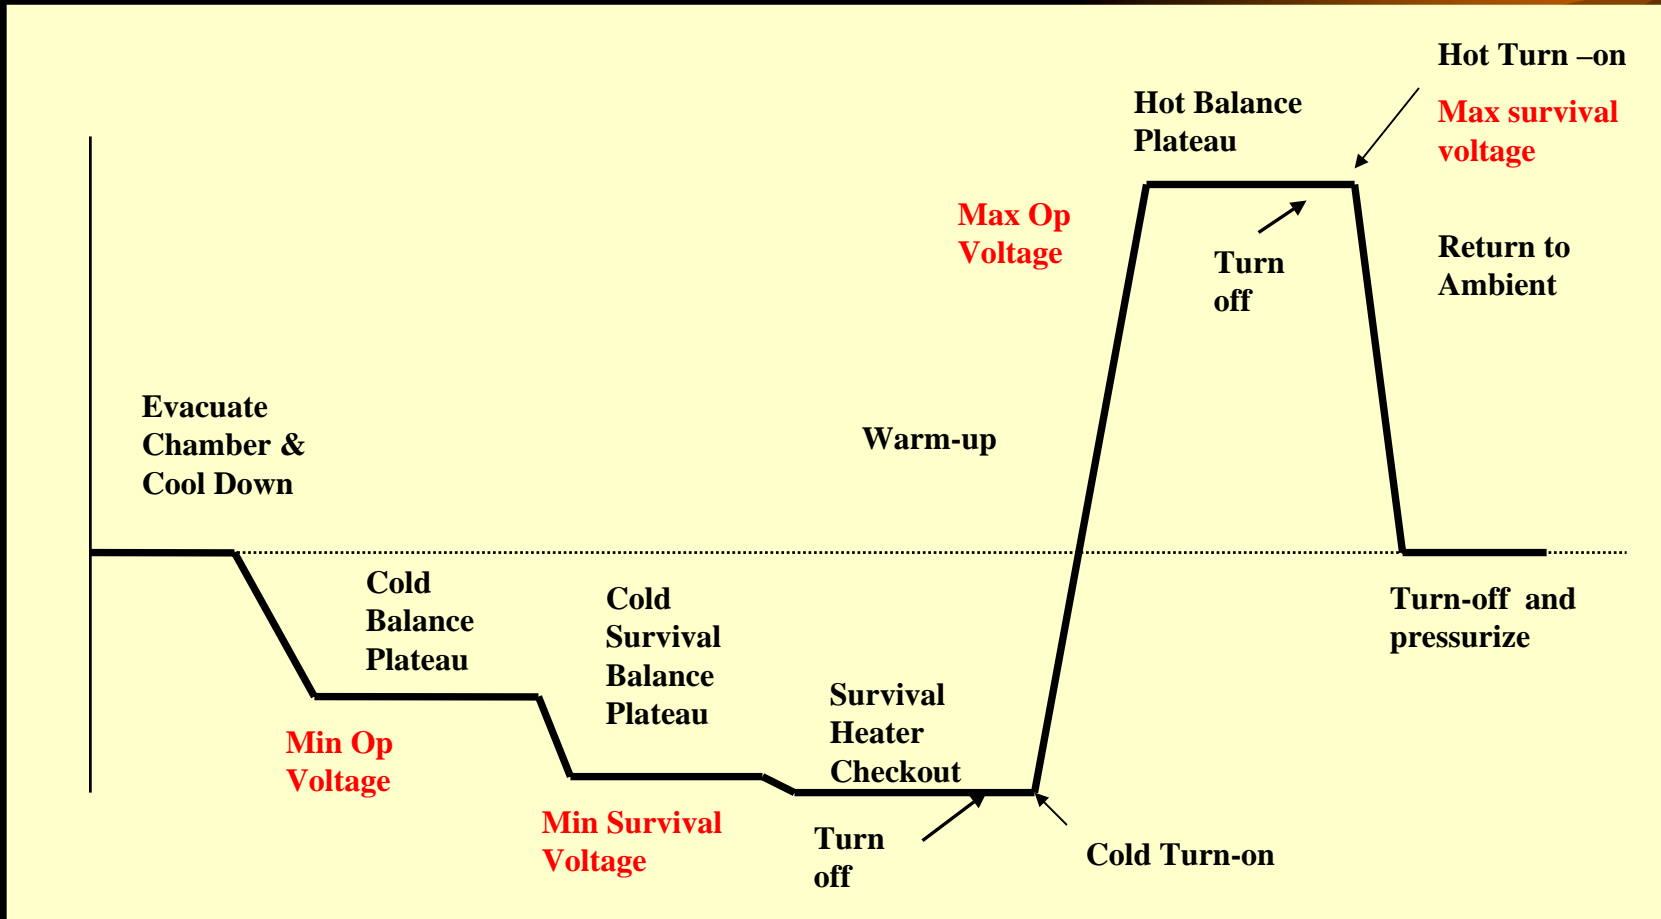 Hot Turn –on
Max survival
voltage
Hot Balance
Plateau
Max Op
Voltage
Turn
off
Return to
Ambient
Evacuate
Chamber &
Cool Down
Warm-up
Cold
Balance
Plateau
Cold
Survival
Balance
Plateau
Turn-off and
pressurize
Survival
Heater
Checkout
Min Op
Voltage
Min Survival
Voltage
Turn
off
Cold Turn-on